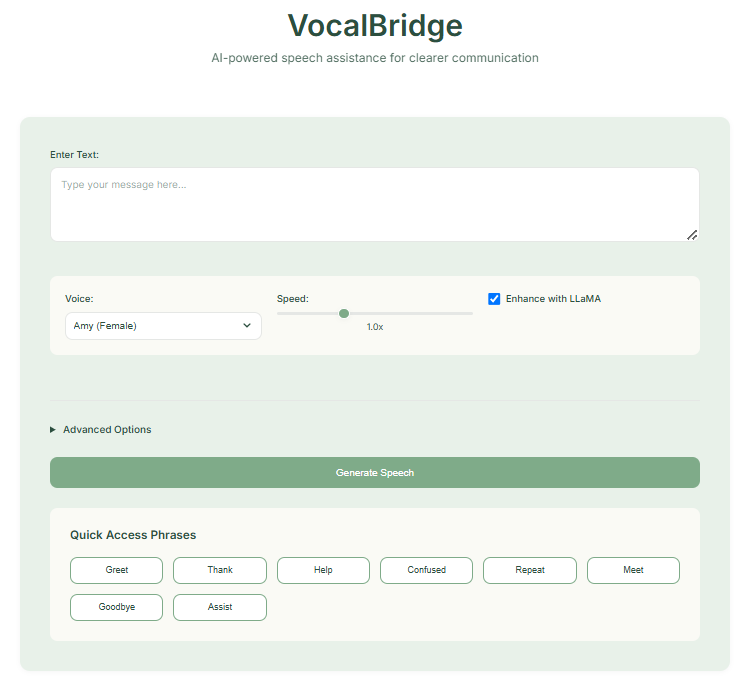 VocalBridge
AI-powered speech assistance for clearer communication
Enter Text:
Type your message here...
Voice:
Speed:
Enhance with LLaMA
Amy (Female)
1.0x
Advanced Options
Generate Speech
Quick Access Phrases
Greet
Thank
Help
Confused
Repeat
Meet
Goodbye
Assist